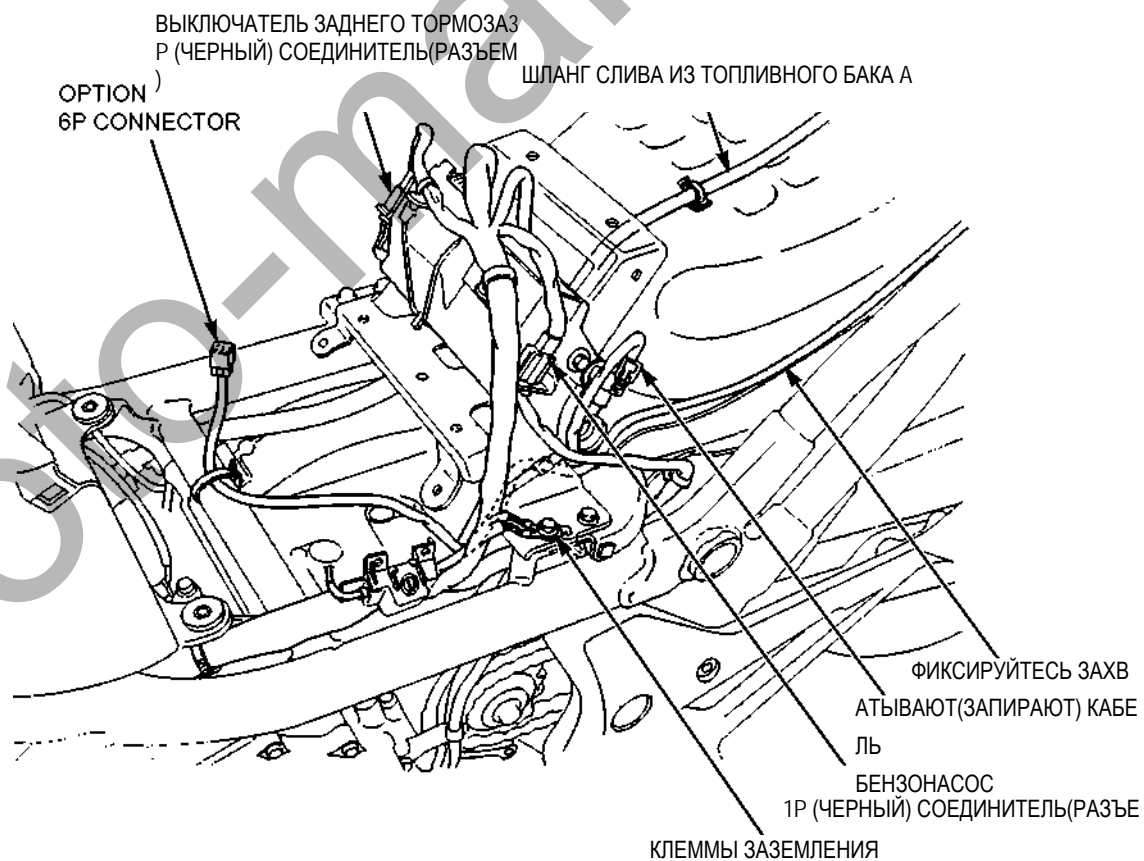 ВЫКЛЮЧАТЕЛЬ ЗАДНЕГО ТОРМОЗА3
Р (ЧЕРНЫЙ) СОЕДИНИТЕЛЬ(РАЗЪЕМ
)
ШЛАНГ СЛИВА ИЗ ТОПЛИВНОГО БАКА А
OPTION
6P CONNECTOR
ФИКСИРУЙТЕСЬ ЗАХВ
АТЫВАЮТ(ЗАПИРАЮТ) КАБЕ
ЛЬ
БЕНЗОНАСОС
1Р (ЧЕРНЫЙ) СОЕДИНИТЕЛЬ(РАЗЪЕ
КЛЕММЫ ЗАЗЕМЛЕНИЯ